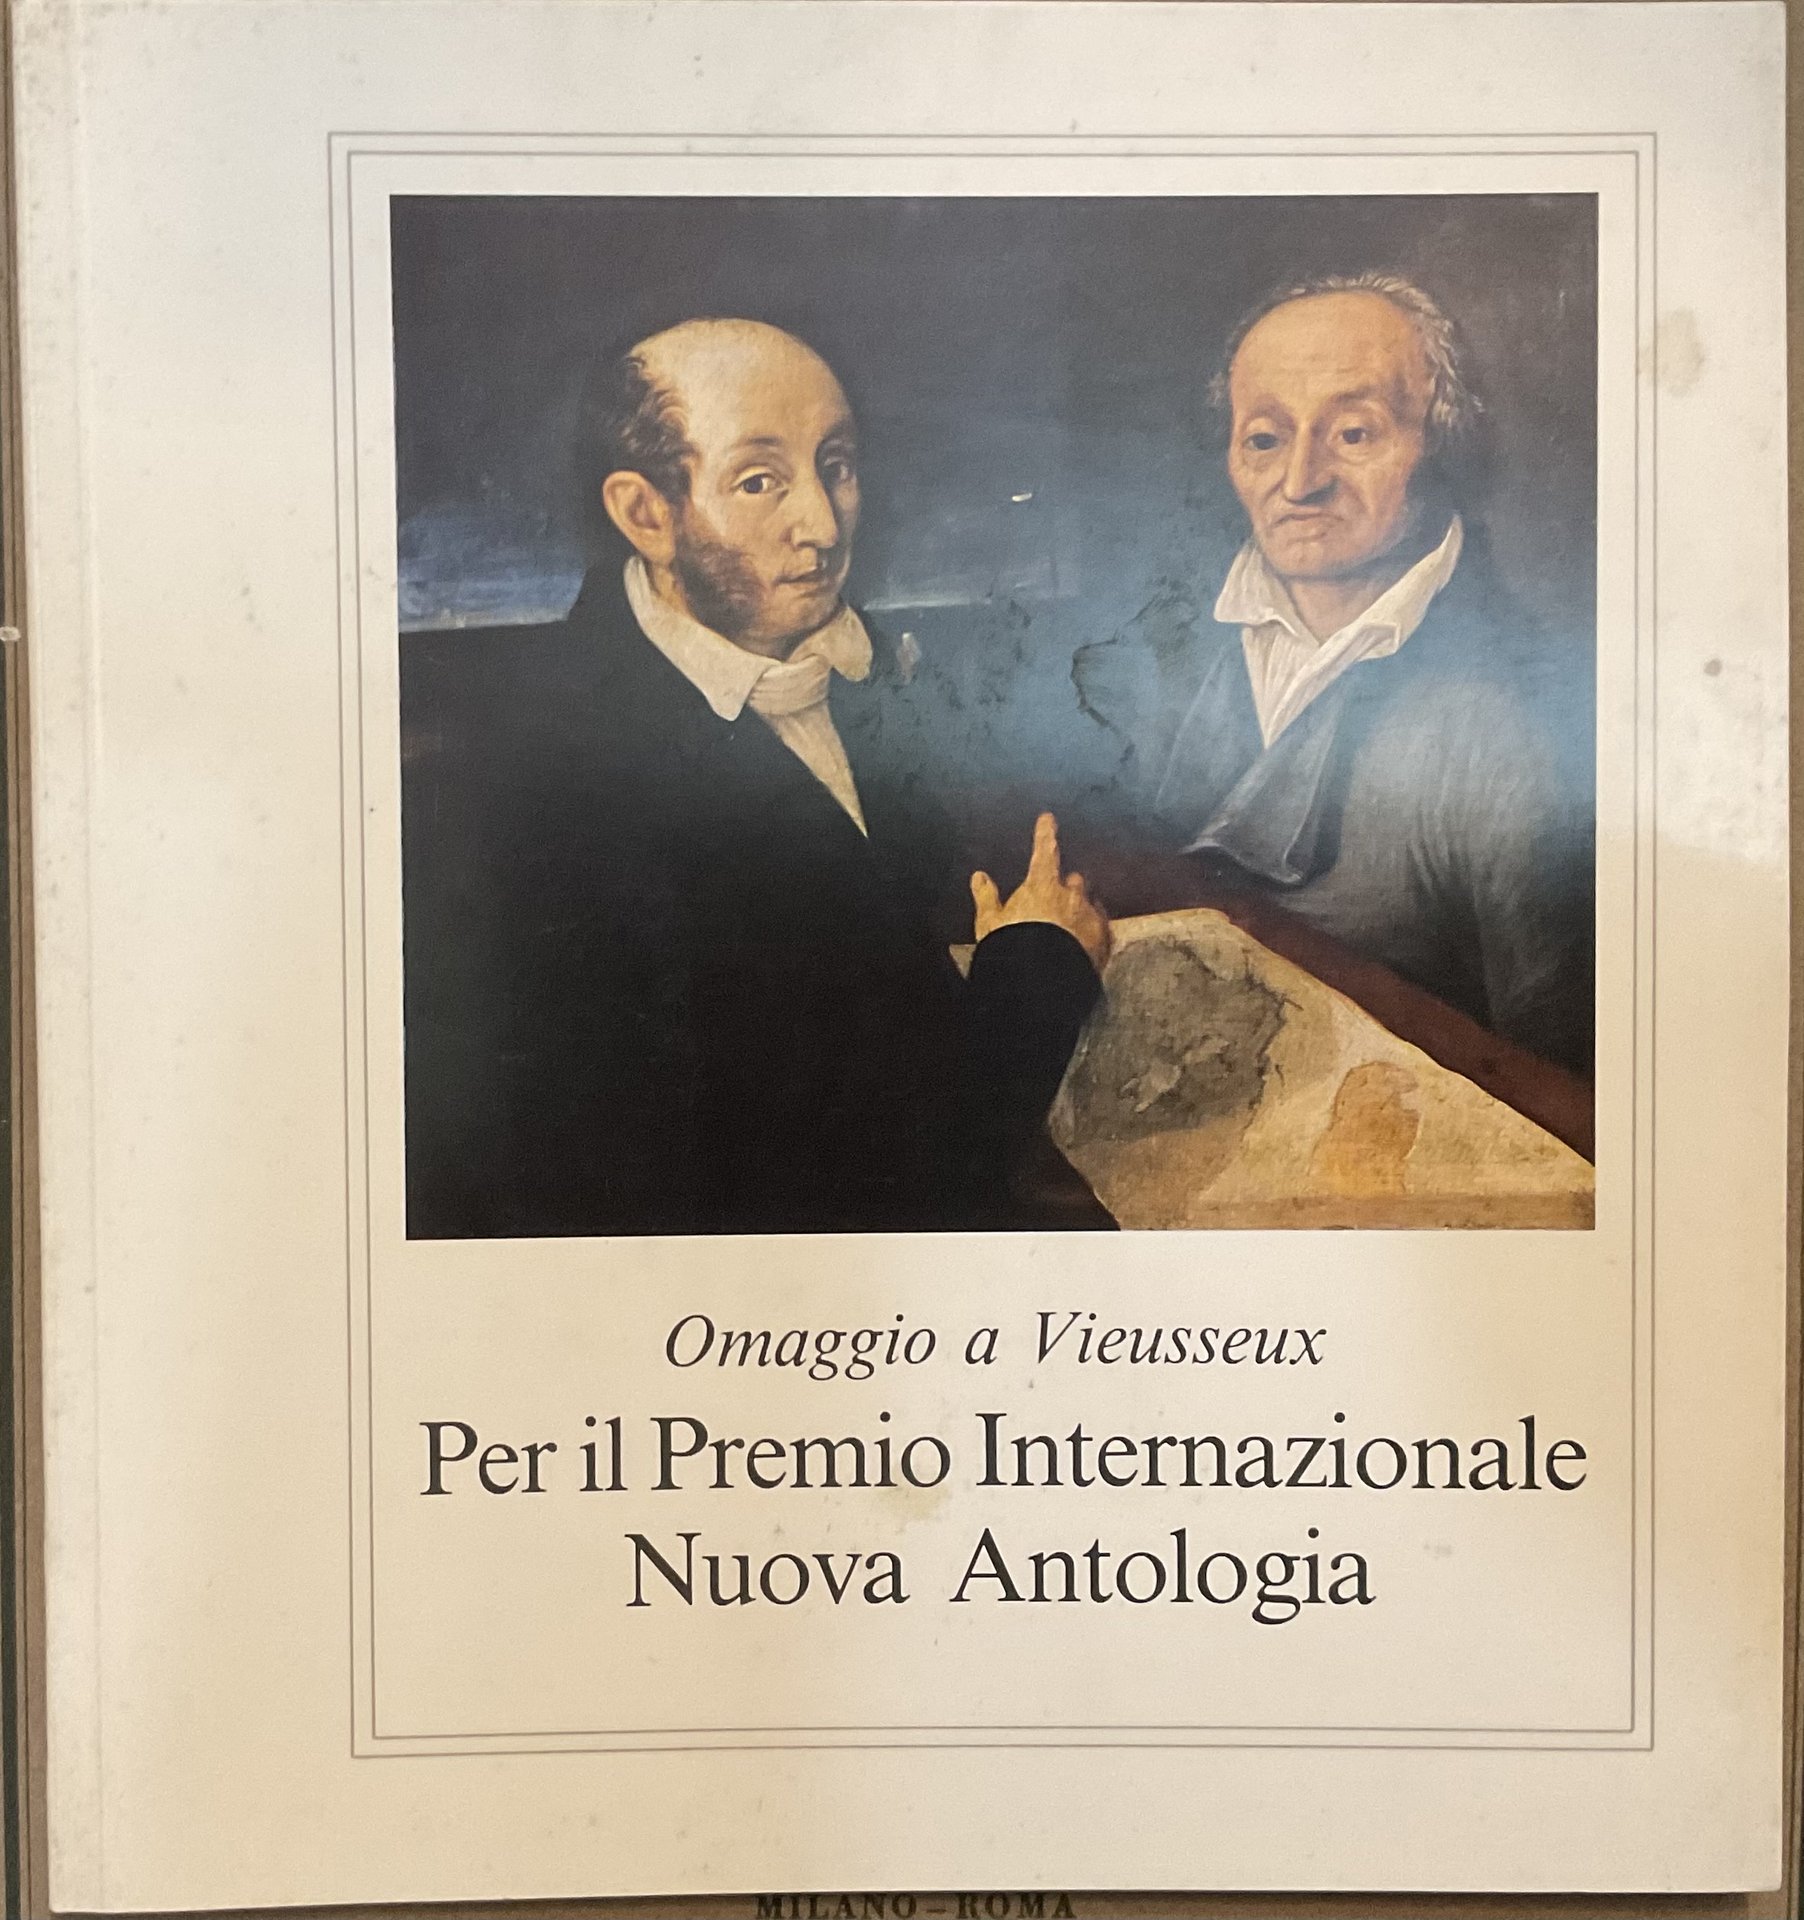 Omaggio a Vieusseux
Per il Premio Internazionale
Nuova Antologia
MILANO – ROMA